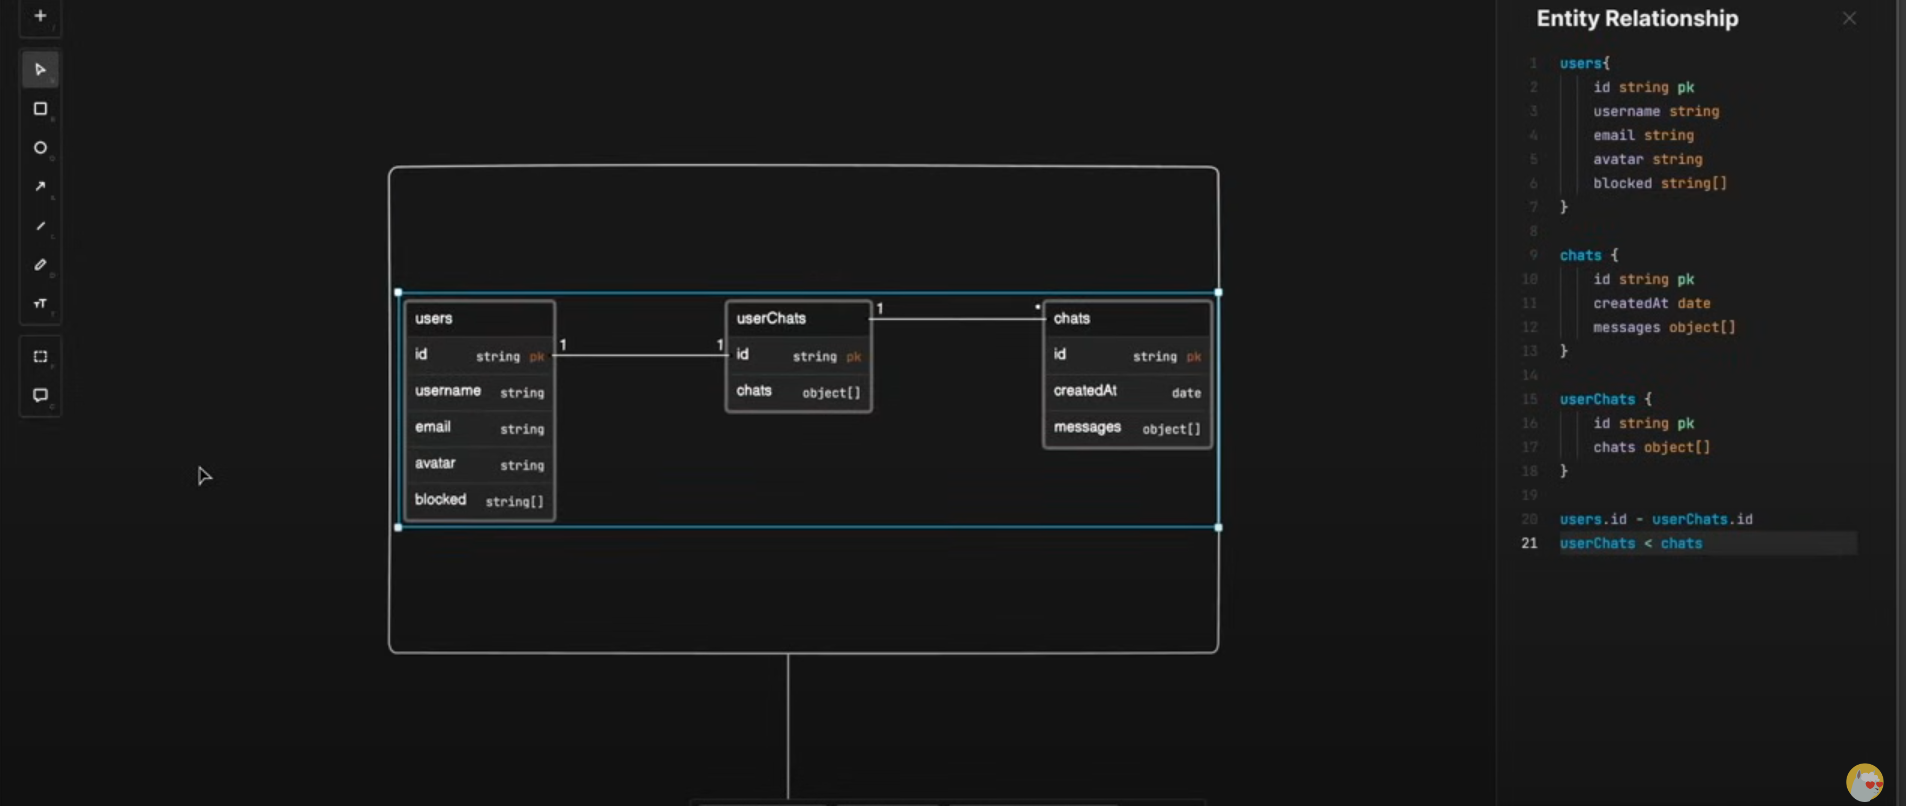 users
id string pk
username string
email string
avatar string
blocked string[]
1
1
userChats
id string pk
chats object[]
1
*
chats
id string pk
createdAt date
messages object[]
Entity Relationship
1 users{
2 id string pk
3 username string
4 email string
5 avatar string
6 blocked string[]
7 }
8
9 chats {
10 id string pk
11 createdAt date
12 messages object[]
13 }
14
15 userChats {
16 id string pk
17 chats object[]
18 }
19
20 users.id - userChats.id
21 userChats < chats